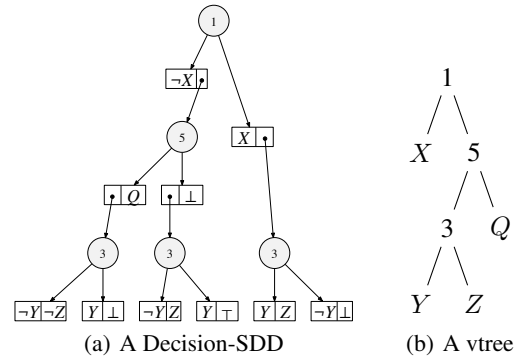 1
¬X
X
1
X
5
5
Q
⊥
3
Q
3
3
3
Y
Z
¬Y ¬Z
Y ⊥
¬Y Z
Y ⊤
Y Z
¬Y ⊥
(a) A Decision-SDD
(b) A vtree